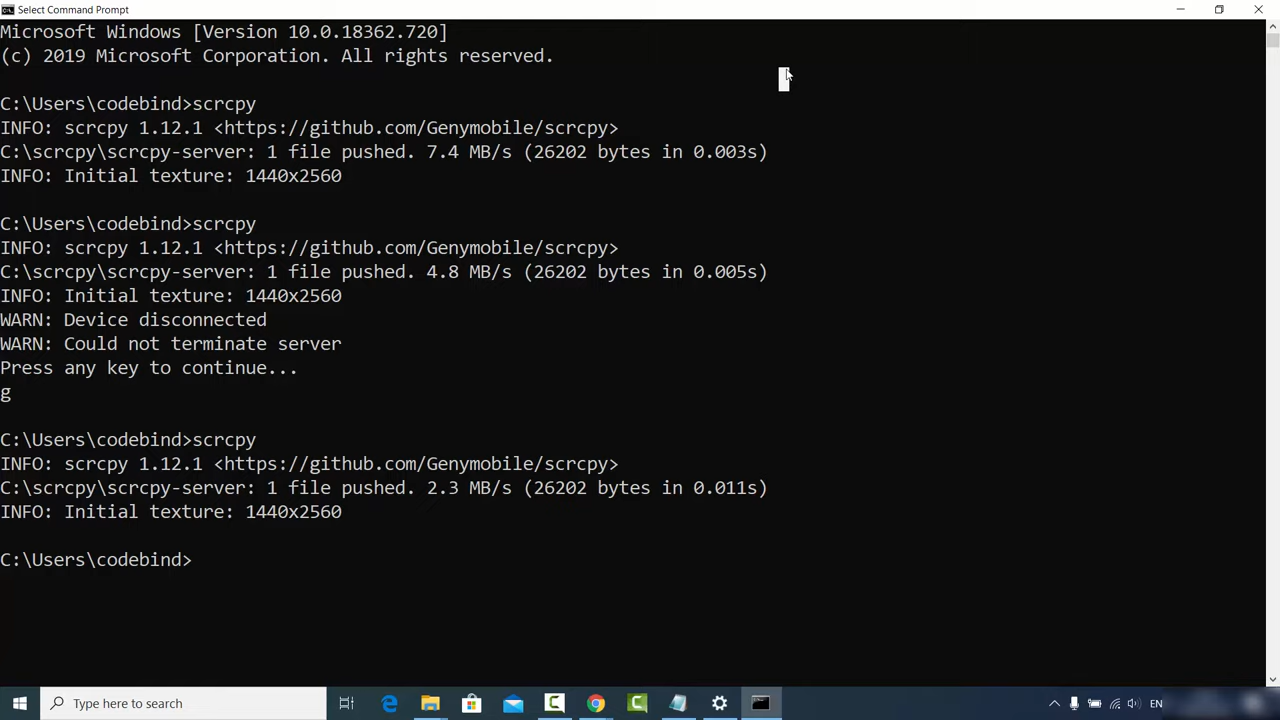 Select Command Prompt
Microsoft Windows [Version 10.0.18362.720]
(c) 2019 Microsoft Corporation. All rights reserved.
C:\Users\codebind>scrcpy
INFO: scrcpy 1.12.1 <https://github.com/Genymobile/scrcpy>
C:\scrcpy\scrcpy-server: 1 file pushed. 7.4 MB/s (26202 bytes in 0.003s)
INFO: Initial texture: 1440x2560
C:\Users\codebind>scrcpy
INFO: scrcpy 1.12.1 <https://github.com/Genymobile/scrcpy>
C:\scrcpy\scrcpy-server: 1 file pushed. 4.8 MB/s (26202 bytes in 0.005s)
INFO: Initial texture: 1440x2560
WARN: Device disconnected
WARN: Could not terminate server
Press any key to continue...
g
C:\Users\codebind>scrcpy
INFO: scrcpy 1.12.1 <https://github.com/Genymobile/scrcpy>
C:\scrcpy\scrcpy-server: 1 file pushed. 2.3 MB/s (26202 bytes in 0.011s)
INFO: Initial texture: 1440x2560
C:\Users\codebind>
Type here to search
EN